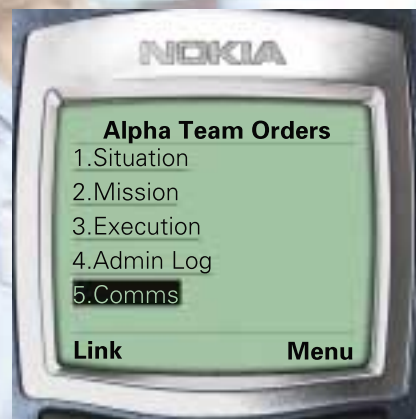 NOKIA
Alpha Team Orders
1.Situation
2.Mission
3.Execution
4.Admin Log
5.Comms
Link Menu